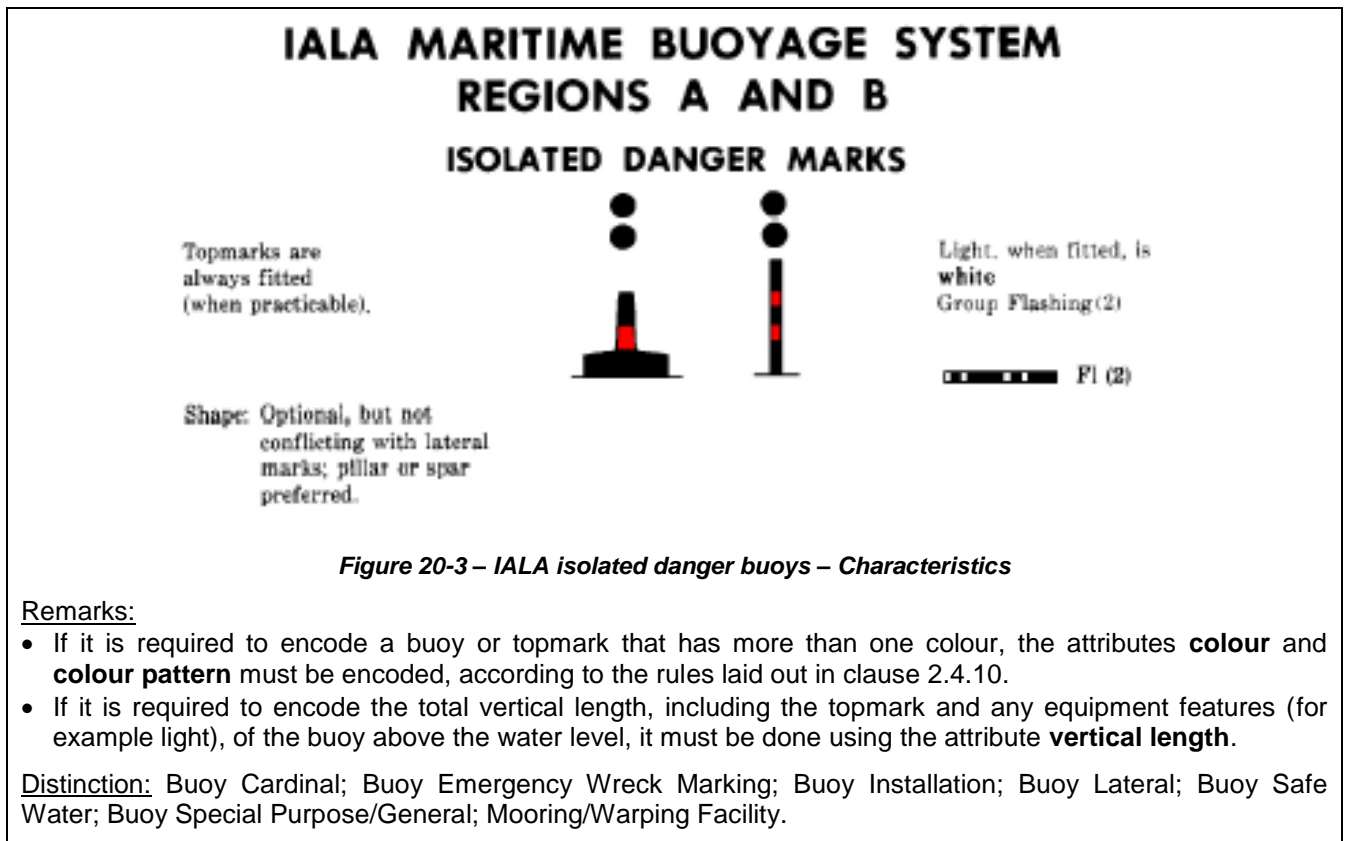 IALA MARITIME BUOYAGE SYSTEM
REGIONS A AND B
ISOLATED DANGER MARKS
Topmarks are
always fitted
(when practicable).
Light, when fitted, is
white
Group Flashing(2)
Fl (2)
Shape: Optional, but not
conflicting with lateral
marks; pillar or spar
preferred.
Figure 20-3 – IALA isolated danger buoys – Characteristics
Remarks:
• If it is required to encode a buoy or topmark that has more than one colour, the attributes colour and
colour pattern must be encoded, according to the rules laid out in clause 2.4.10.
• If it is required to encode the total vertical length, including the topmark and any equipment features (for
example light), of the buoy above the water level, it must be done using the attribute vertical length.
Distinction: Buoy Cardinal; Buoy Emergency Wreck Marking; Buoy Installation; Buoy Lateral; Buoy Safe
Water; Buoy Special Purpose/General; Mooring/Warping Facility.